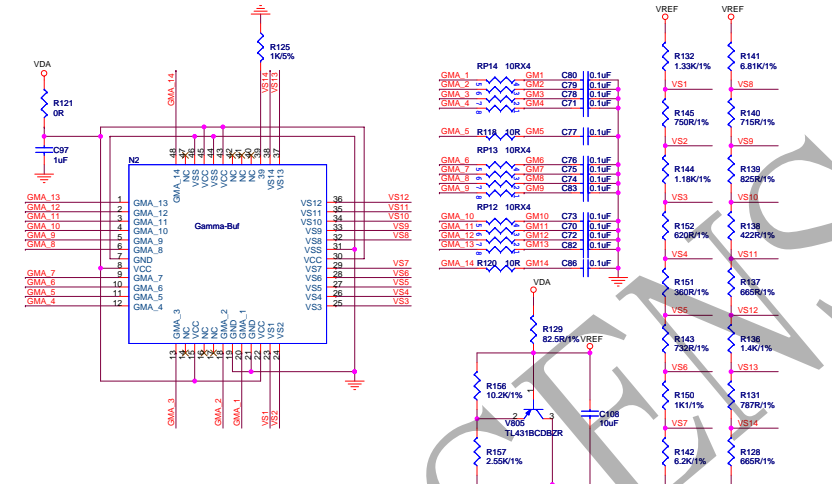 VDA
R121
0R
C97
1uF
R125
1K/5%
GMA_14
VS14
VS13
48
47
46
45
44
43
42
41
40
39
38
37
N2
GMA_14
NC
VSS
VCC
VSS
VCC
NC
NC
NC
VS14
VS13
Gamma-Buf
GMA_13 1 GMA_13
GMA_12 2 GMA_12
GMA_11 3 GMA_11
GMA_10 4 GMA_10
GMA_9 5 GMA_9
GMA_8 6 GMA_8
7 GND
8 VCC
GMA_7 9 GMA_7
GMA_6 10 GMA_6
GMA_5 11 GMA_5
GMA_4 12 GMA_4
VS12 36 VS12
VS11 35 VS11
VS10 34 VS10
VS9 33 VS9
VS8 32 VS8
VSS 31
VCC 30
VS7 29 VS7
VS6 28 VS6
VS5 27 VS5
VS4 26 VS4
VS3 25 VS3
GMA_3
NC
VCC
NC
NC
GMA_2
GND
GMA_1
GND
VCC
VS1
VS2
13
14
15
16
17
18
19
20
21
22
23
24
GMA_3
GMA_2
GMA_1
VS1
VS2
RP14 10RX4
GMA_1 GM1 C80 0.1uF
GMA_2 GM2 C79 0.1uF
GMA_3 GM3 C78 0.1uF
GMA_4 GM4 C71 0.1uF
GMA_5 R118 10R GM5 C77 0.1uF
RP13 10RX4
GMA_6 GM6 C76 0.1uF
GMA_7 GM7 C75 0.1uF
GMA_8 GM8 C74 0.1uF
GMA_9 GM9 C83 0.1uF
RP12 10RX4
GMA_10 GM10 C73 0.1uF
GMA_11 GM11 C70 0.1uF
GMA_12 GM12 C72 0.1uF
GMA_13 GM13 C82 0.1uF
GMA_14 R120 10R GM14 C86 0.1uF
VDA
R129
82.5R/1%
VREF
R156
10.2K/1%
1
2
3
V805
TL431BCDBZR
C108
10uF
R157
2.55K/1%
VREF
R132
1.33K/1%
VS1
R145
750R/1%
VS2
R144
1.18K/1%
VS3
R152
620R/1%
VS4
R151
360R/1%
VS5
R143
732R/1%
VS6
R150
1K1/1%
VS7
R142
6.2K/1%
VREF
R141
6.81K/1%
VS8
R140
715R/1%
VS9
R139
825R/1%
VS10
R138
422R/1%
VS11
R137
665R/1%
VS12
R136
1.4K/1%
VS13
R131
787R/1%
VS14
R128
665R/1%